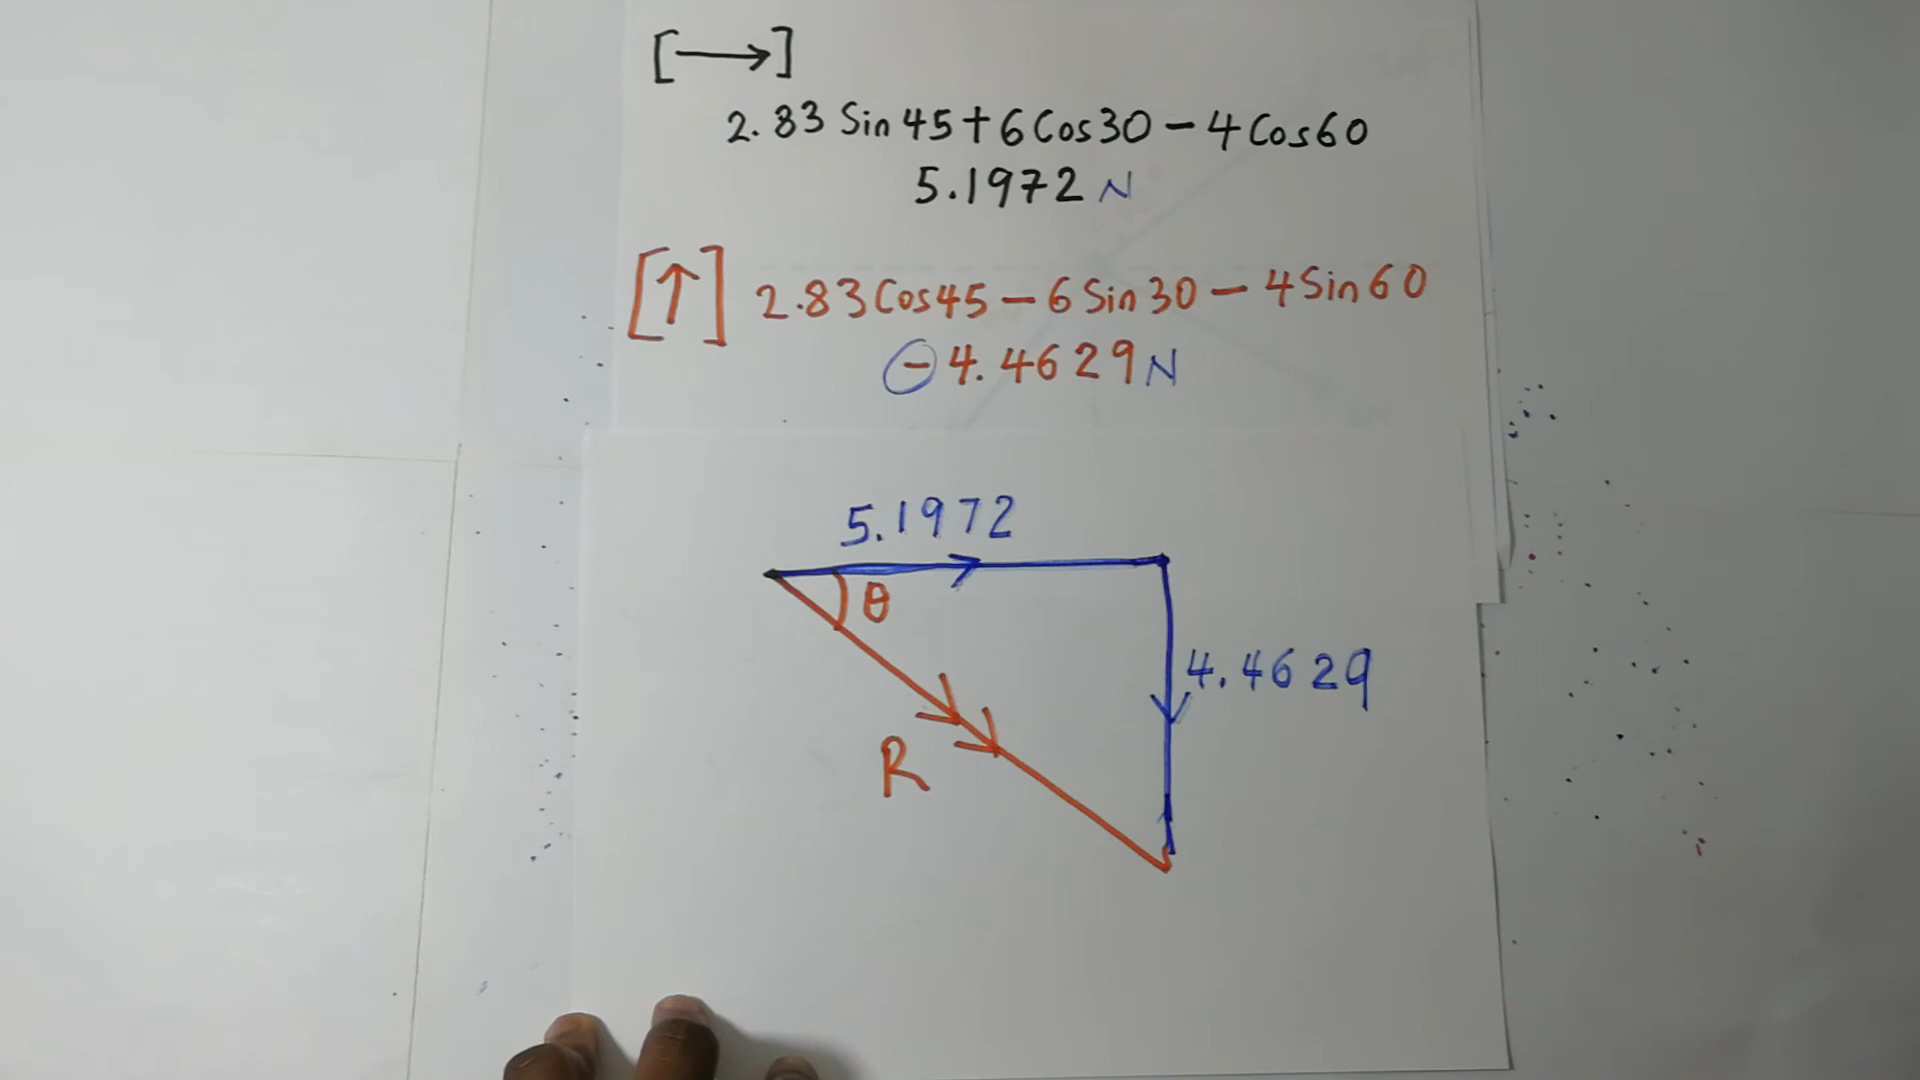 [→]
2.83 Sin 45 + 6 Cos 30 - 4 Cos 60
5.1972 N
[↑] 2.83 Cos 45 - 6 Sin 30 - 4 Sin 60
-4.4629 N
5.1972
θ
4.4629
R